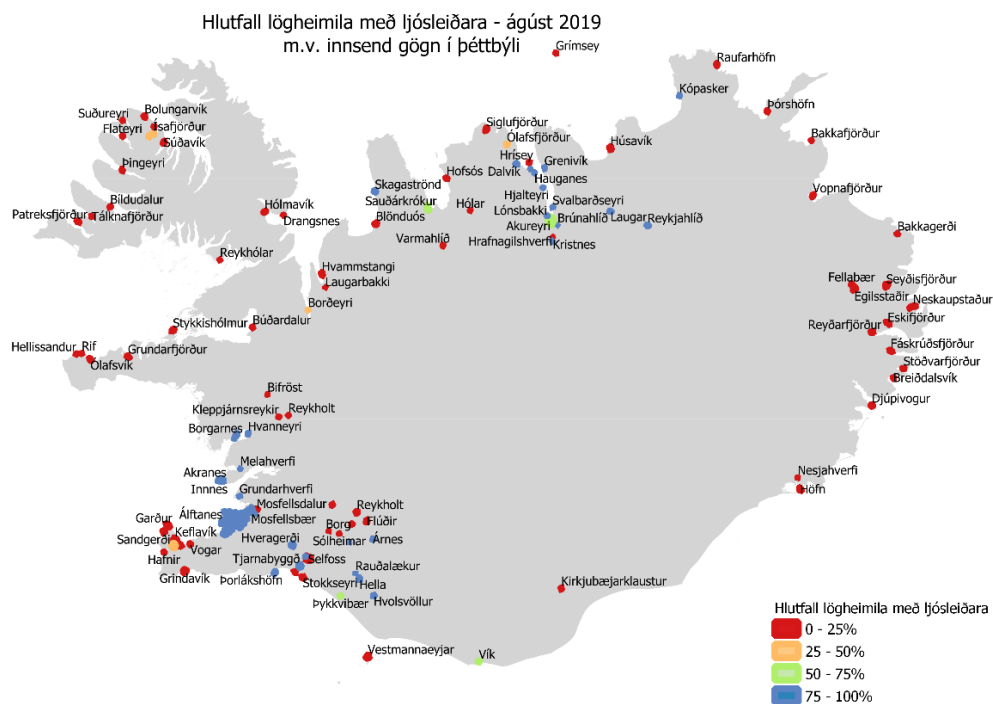 Hlutfall lögheimila með ljósleiðara - ágúst 2019
m.v. innsend gögn í þéttbýli
Grímsey
Raufarhöfn
Kópasker
Þórshöfn
Bakkafjörður
Vopnafjörður
Bakkagerði
Suðureyri
Bolungarvík
Flateyri
Ísafjörður
Súðavík
Þingeyri
Bíldudalur
Patreksfjörður
Tálknafjörður
Hólmavík
Drangsnes
Reykhólar
Siglufjörður
Ólafsfjörður
Húsavík
Hrísey
Grenivík
Dalvík
Hauganes
Hofsós
Skagaströnd
Sauðárkrókur
Blönduós
Hólar
Hjalteyri
Svalbarðseyri
Lónsbakki
Brúnahlíð
Laugar
Reykjahlíð
Akureyri
Varmahlíð
Hrafnagilshverfi
Kristnes
Hvammstangi
Laugarbakki
Borðeyri
Fellabær
Seyðisfjörður
Egilsstaðir
Neskaupstaður
Eskifjörður
Reyðarfjörður
Fáskrúðsfjörður
Stöðvarfjörður
Breiðdalsvík
Djúpivogur
Stykkishólmur
Búðardalur
Hellissandur
Rif
Grundarfjörður
Ólafsvík
Bifröst
Kleppjárnsreykir
Reykholt
Borgarnes
Hvanneyri
Melahverfi
Akranes
Innnes
Grundarhverfi
Nesjahverfi
Höfn
Álftanes
Mosfellsdalur
Mosfellsbær
Reykholt
Garður
Borg
Flúðir
Keflavík
Sandgerði
Vogar
Hveragerði
Sólheimar
Árnes
Hafnir
Tjarnabyggð
Selfoss
Grindavík
Þorlákshöfn
Stokkseyri
Rauðalækur
Hella
Þykkvibær
Hvolsvöllur
Kirkjubæjarklaustur
Vestmannaeyjar
Vík
Hlutfall lögheimila með ljósleiðara
0 - 25%
25 - 50%
50 - 75%
75 - 100%